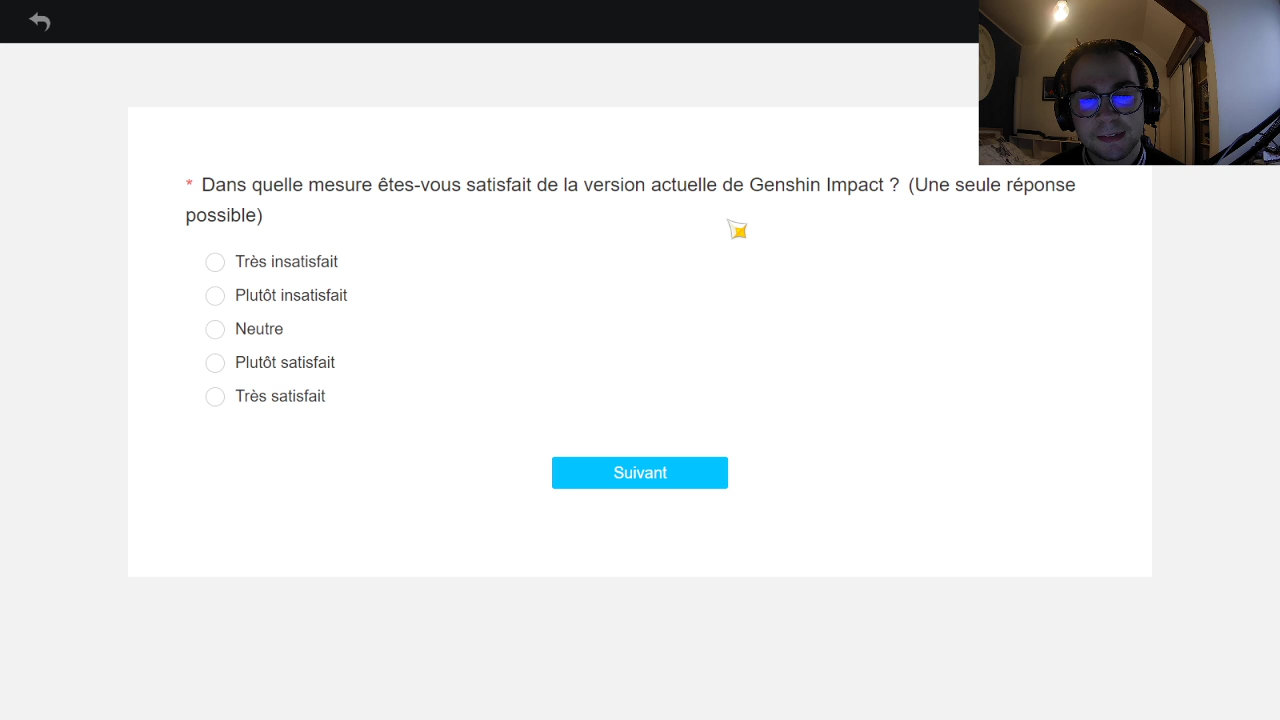 * Dans quelle mesure êtes-vous satisfait de la version actuelle de Genshin Impact ? (Une seule réponse
possible)
Très insatisfait
Plutôt insatisfait
Neutre
Plutôt satisfait
Très satisfait
Suivant